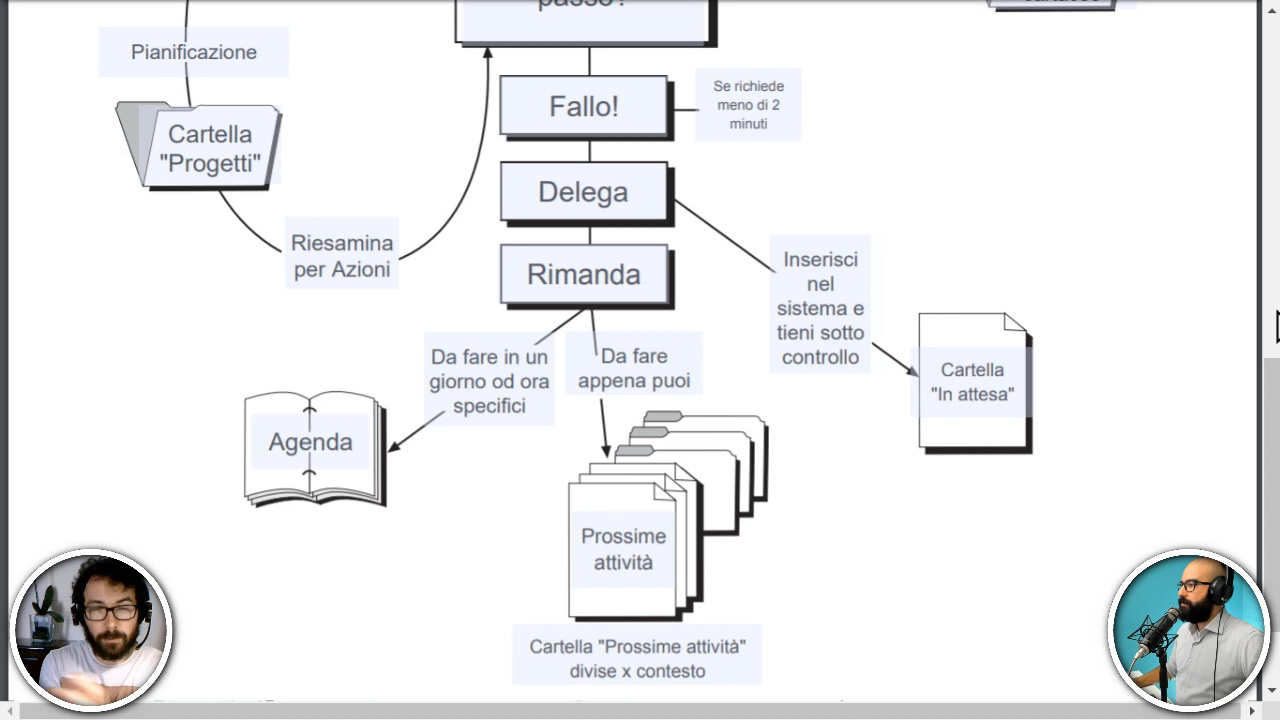 passo?
Pianificazione
Cartella
"Progetti"
Fallo!
Se richiede
meno di 2
minuti
Delega
Riesamina
per Azioni
Rimanda
Inserisci
nel
sistema e
tieni sotto
controllo
Cartella
"In attesa"
Da fare in un
giorno od ora
specifici
Da fare
appena puoi
Agenda
Prossime
attività
Cartella "Prossime attività"
divise x contesto